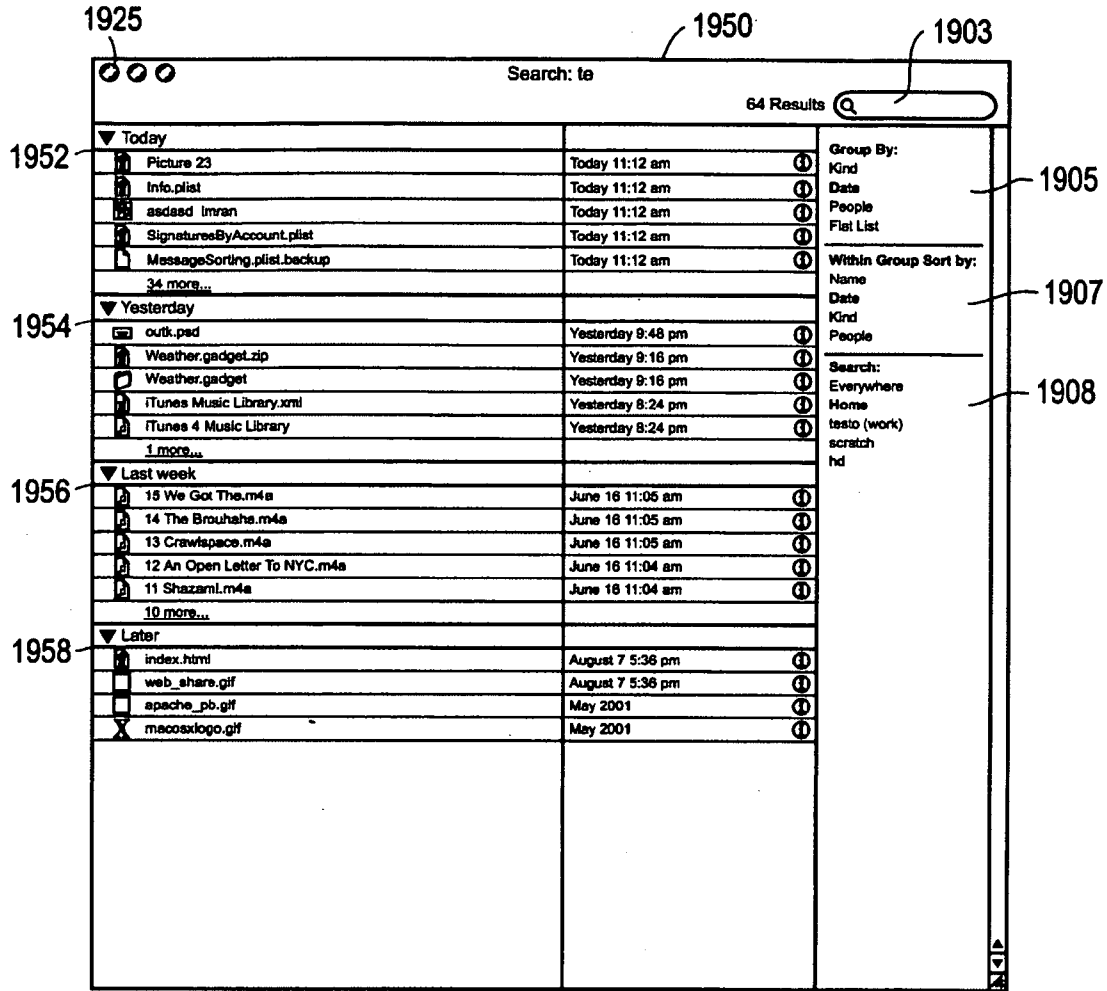 1925
1950
1903
Search: te
64 Results
Today
1952
Picture 23
Today 11:12 am
Info.plist
Today 11:12 am
asdasd Imran
Today 11:12 am
SignaturesByAccount.plist
Today 11:12 am
MessageSorting.plist.backup
Today 11:12 am
34 more...
Yesterday
1954
outk.psd
Yesterday 9:48 pm
Weather.gadget.zip
Yesterday 9:16 pm
Weather.gadget
Yesterday 9:16 pm
iTunes Music Library.xml
Yesterday 8:24 pm
iTunes 4 Music Library
Yesterday 8:24 pm
1 more...
Last week
1956
15 We Got The.m4a
June 16 11:05 am
14 The Brouhaha.m4a
June 16 11:05 am
13 Crawlspace.m4a
June 16 11:05 am
12 An Open Letter To NYC.m4a
June 16 11:04 am
11 Shazam!.m4a
June 16 11:04 am
10 more...
Later
1958
index.html
August 7 5:36 pm
web_share.gif
August 7 5:36 pm
apache_pb.gif
May 2001
macosxlogo.gif
May 2001
Group By:
Kind
Date
People
Flat List
1905
Within Group Sort by:
Name
Date
Kind
People
1907
Search:
Everywhere
Home
testo (work)
scratch
hd
1908